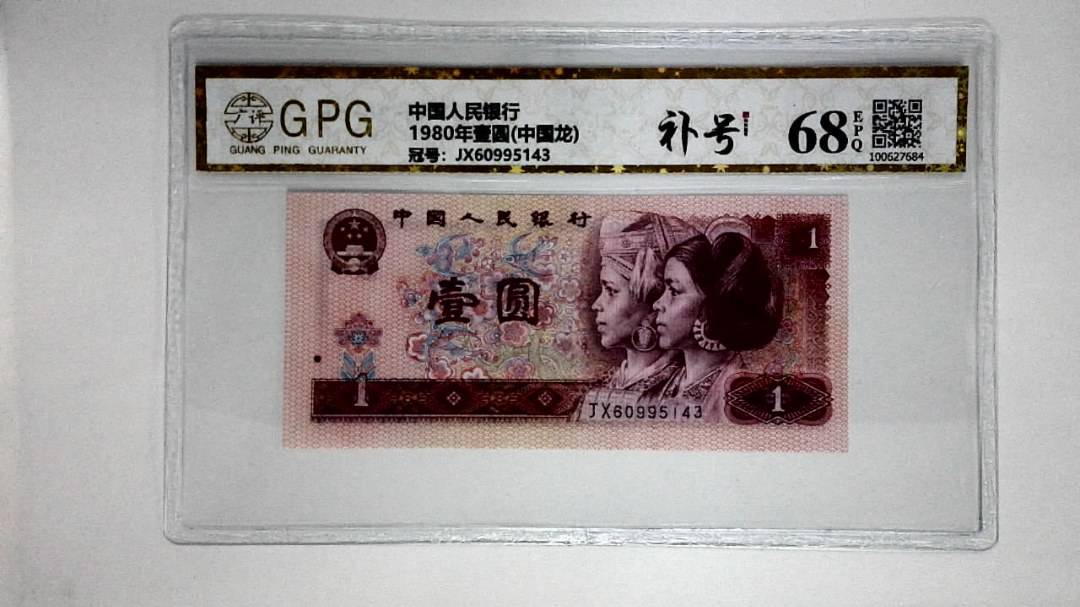 GPG
GUANG PING GUARANTY
中国人民银行
1980年壹圆(中国龙)
冠号：JX60995143
补号
68
EPQ
100627684
中国人民银行
1
壹圆
1
JX60995143
1